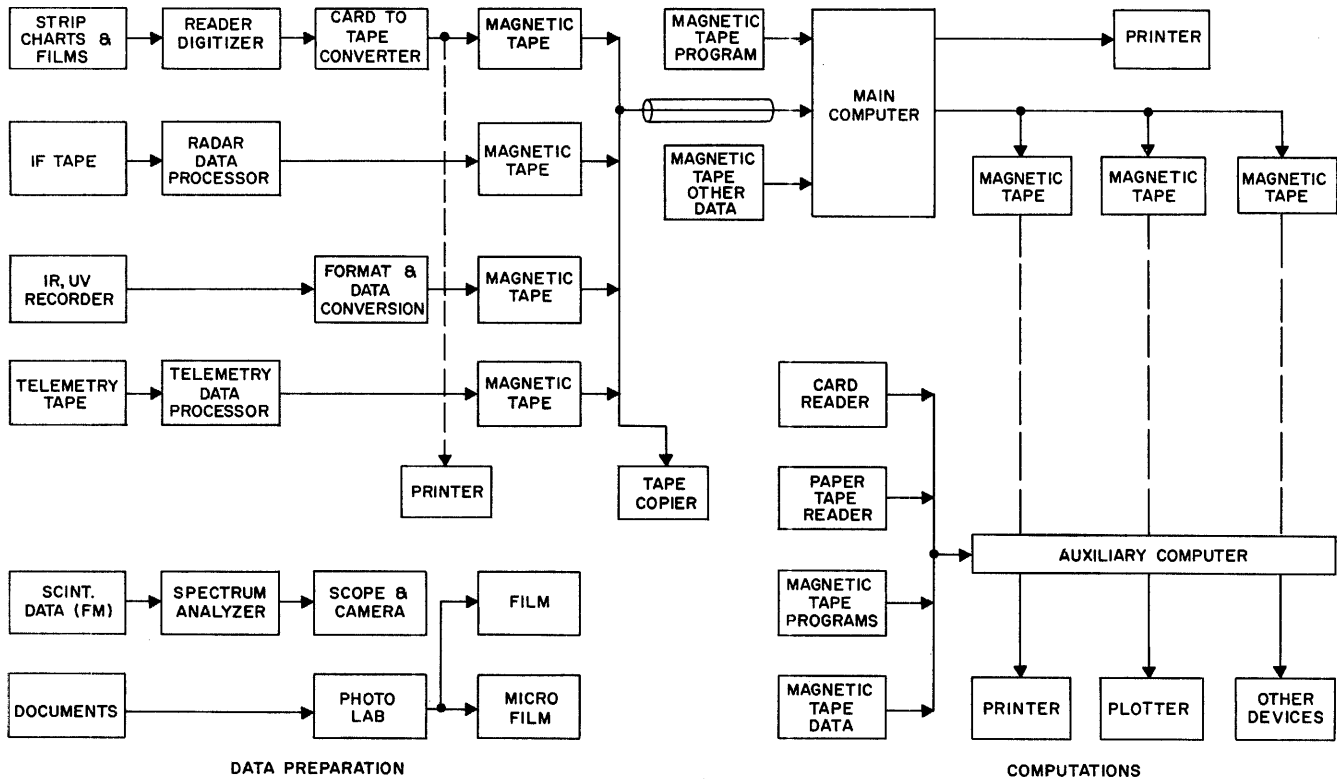 STRIP
CHARTS &
FILMS
READER
DIGITIZER
CARD TO
TAPE
CONVERTER
MAGNETIC
TAPE
MAGNETIC
TAPE
PROGRAM
MAIN
COMPUTER
PRINTER
IF TAPE
RADAR
DATA
PROCESSOR
MAGNETIC
TAPE
MAGNETIC
TAPE
OTHER
DATA
MAGNETIC
TAPE
MAGNETIC
TAPE
MAGNETIC
TAPE
IR, UV
RECORDER
FORMAT &
DATA
CONVERSION
MAGNETIC
TAPE
TELEMETRY
TAPE
TELEMETRY
DATA
PROCESSOR
MAGNETIC
TAPE
PRINTER
TAPE
COPIER
CARD
READER
PAPER
TAPE
READER
AUXILIARY COMPUTER
SCINT.
DATA (FM)
SPECTRUM
ANALYZER
SCOPE &
CAMERA
FILM
MAGNETIC
TAPE
PROGRAMS
DOCUMENTS
PHOTO
LAB
MICRO
FILM
MAGNETIC
TAPE
DATA
PRINTER
PLOTTER
OTHER
DEVICES
DATA PREPARATION
COMPUTATIONS